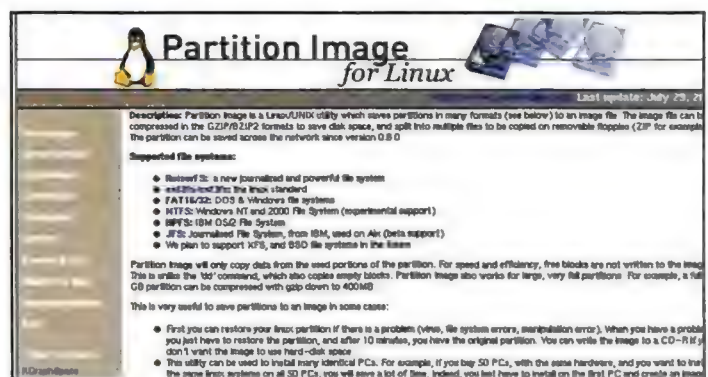 Partition Image
for Linux
Last update: July 29, 20
Description: Partition Image is a Linux/UNIX utility which saves partitions in many formats (see below) to an image file. The image file can b
compressed in the GZIP/BZIP2 formats to save disk space, and split into multiple files to be copied on removable floppies (ZIP for example
The partition can be saved across the network since version 0.6.0
Supported file systems:
ReiserFS: a new journalized and powerful file system
the linux standard
FAT16/32: DOS & Windows file systems
NTFS: Windows NT and 2000 File System (experimental support)
HPFS: IBM OS/2 File System
JFS: Journalised File System, from IBM, used on Aix (beta support)
We plan to support XFS, and BSD file systems in the future
Partition Image will only copy data from the used portions of the partition. For speed and efficiency, free blocks are not written to the imag
This is unlike the 'dd' command, which also copies empty blocks. Partition Image also works for large, very full partitions For example, a full
GB partition can be compressed with gzip down to 400MB
This is very useful to save partitions to an image in some cases:
First you can restore your linux partition if there is a problem (virus, file system errors, manipulation error). When you have a proble
you just have to restore the partition, and after 10 minutes, you have the original partition. You can write the image to a CD-R if y
don't want the image to use hard-disk space
This utility can be used to install many identical PCs. For example, if you buy 50 PCs, with the same hardware, and you want to inst
the same linux systems on all 50 PCs, you will save a lot of time. Indeed, you just have to install on the first PC and create an image